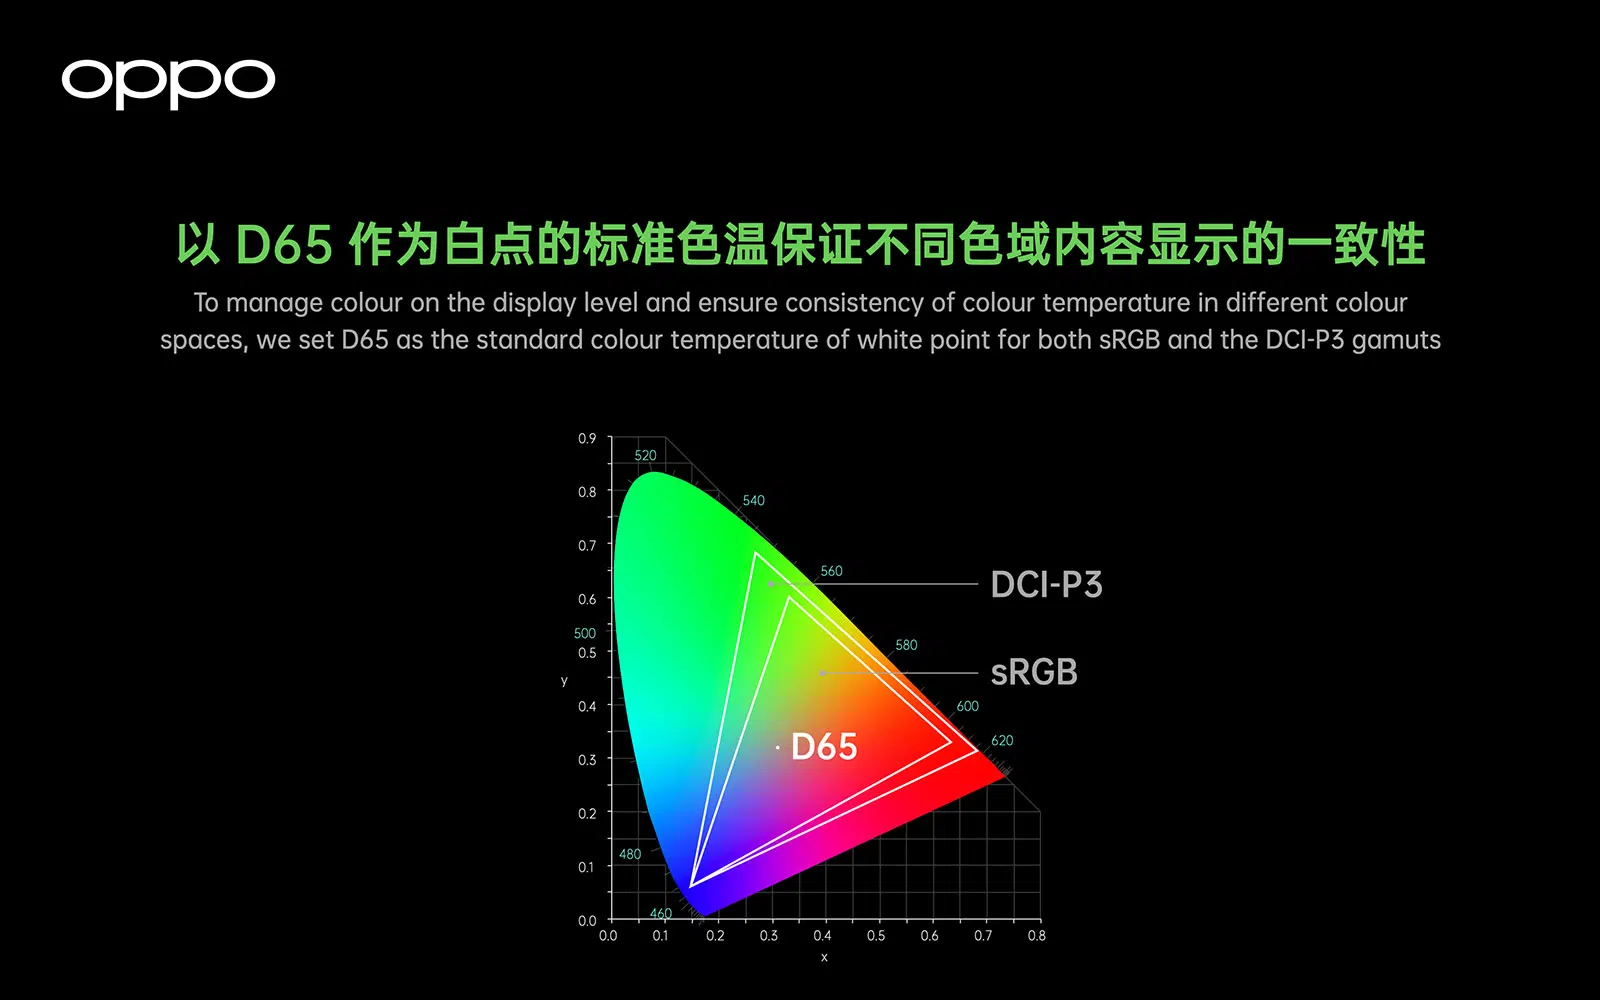 oppo
以 D65 作为白点的标准色温保证不同色域内容显示的一致性
To manage colour on the display level and ensure consistency of colour temperature in different colour
spaces, we set D65 as the standard colour temperature of white point for both sRGB and the DCI-P3 gamuts
0.9
520
0.8
540
0.7
560
DCI-P3
0.6
500
0.5
580
sRGB
y
0.4
600
620
D65
0.3
0.2
480
0.1
460
0.0
0.0 0.1 0.2 0.3 0.4 0.5 0.6 0.7 0.8
x